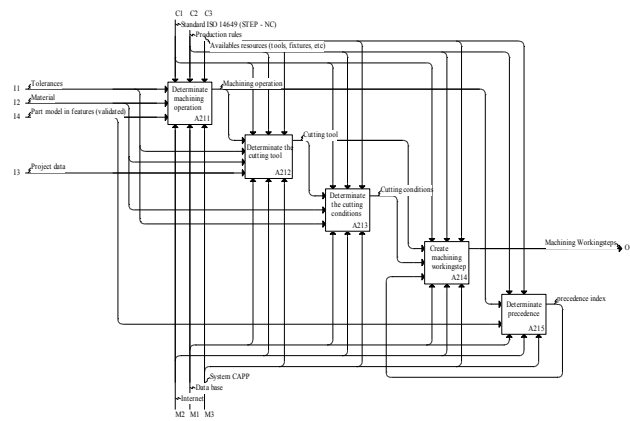 C1 C2 C3
Standard ISO 14649 (STEP - NC)
Production rules
Availables resources (tools, fixtures, etc)
I1 Tolerances
I2 Material
I4 Part model in features (validated)
Determinate
machining
operation
A211
Machining operation
Determinate the
cutting tool
A212
Cutting tool
I3 Project data
Determinate
the cutting
conditions
A213
Cutting conditions
Create
machining
workingstep
A214
Machining Workingsteps O
Determinate
precedence
A215
precedence index
System CAPP
Data base
Internet
M2 M1 M3